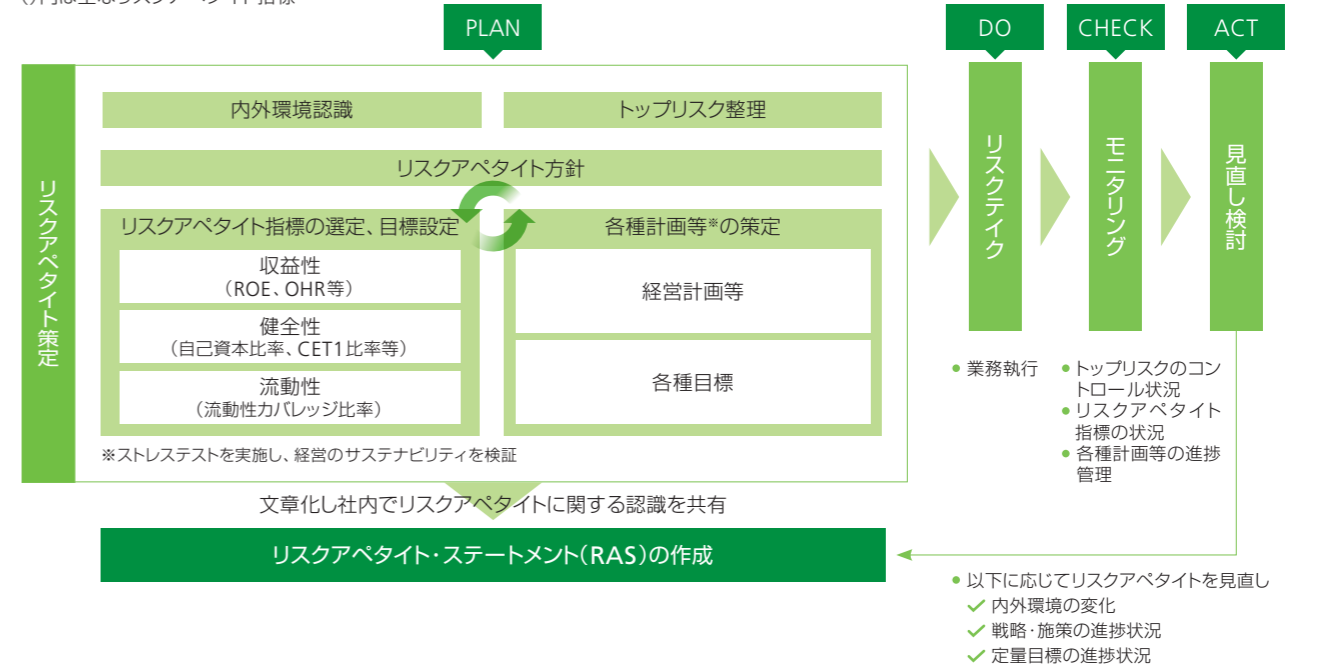 PLAN
DO
CHECK
ACT
リスクアペタイト策定
内外環境認識
トップリスク整理
リスクアペタイト方針
リスクアペタイト指標の選定、目標設定
収益性
（ROE、OHR等）
健全性
（自己資本比率、CET1比率等）
流動性
（流動性カバレッジ比率）
各種計画等※の策定
経営計画等
各種目標
※ストレステストを実施し、経営のサステナビリティを検証
文章化し社内でリスクアペタイトに関する認識を共有
リスクアペタイト・ステートメント（RAS）の作成
リスクテイク
モニタリング
見直し検討
● 業務執行
● トップリスクのコン
トロール状況
● リスクアペタイト
指標の状況
● 各種計画等の進捗
管理
● 以下に応じてリスクアペタイトを見直し
✓ 内外環境の変化
✓ 戦略・施策の進捗状況
✓ 定量目標の進捗状況